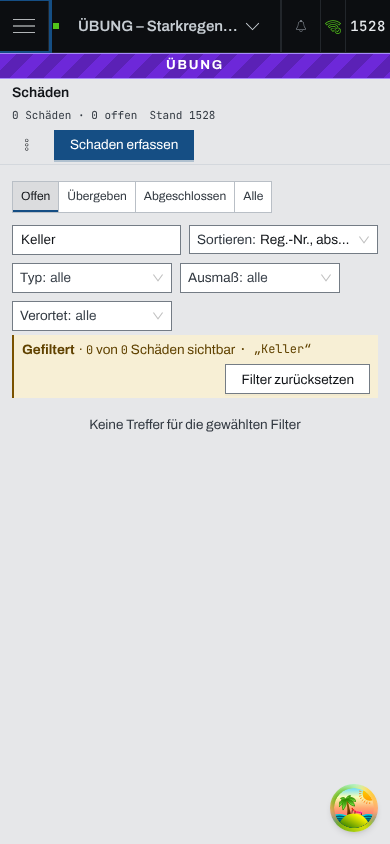 ÜBUNG – Starkregen... 1528
ÜBUNG
Schäden
0 Schäden · 0 offen Stand 1528
Schaden erfassen
Offen Übergeben Abgeschlossen Alle
Keller Sortieren: Reg.-Nr., abs...
Typ: alle Ausmaß: alle
Verortet: alle
Gefiltert · 0 von 0 Schäden sichtbar · „Keller“
Filter zurücksetzen
Keine Treffer für die gewählten Filter